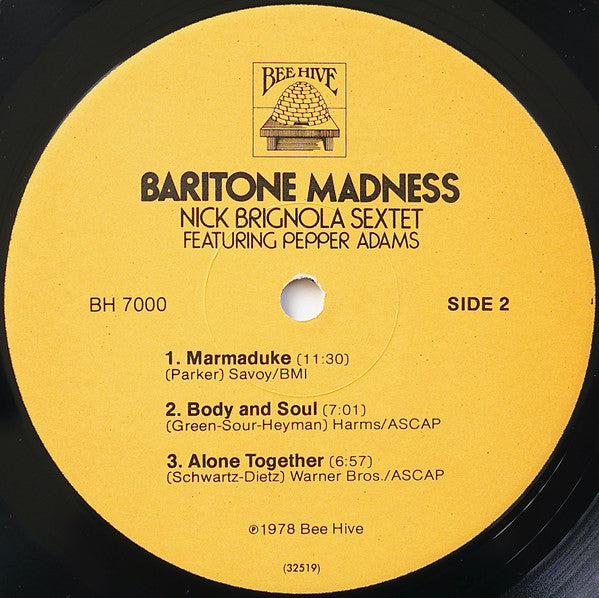 BEE HIVE
BARITONE MADNESS
NICK BRIGNOLA SEXTET
FEATURING PEPPER ADAMS
BH 7000
SIDE 2
1. Marmaduke (11:30)
(Parker) Savoy/BMI
2. Body and Soul (7:01)
(Green-Sour-Heyman) Harms/ASCAP
3. Alone Together (6:57)
(Schwartz-Dietz) Warner Bros./ASCAP
℗1978 Bee Hive
(32519)